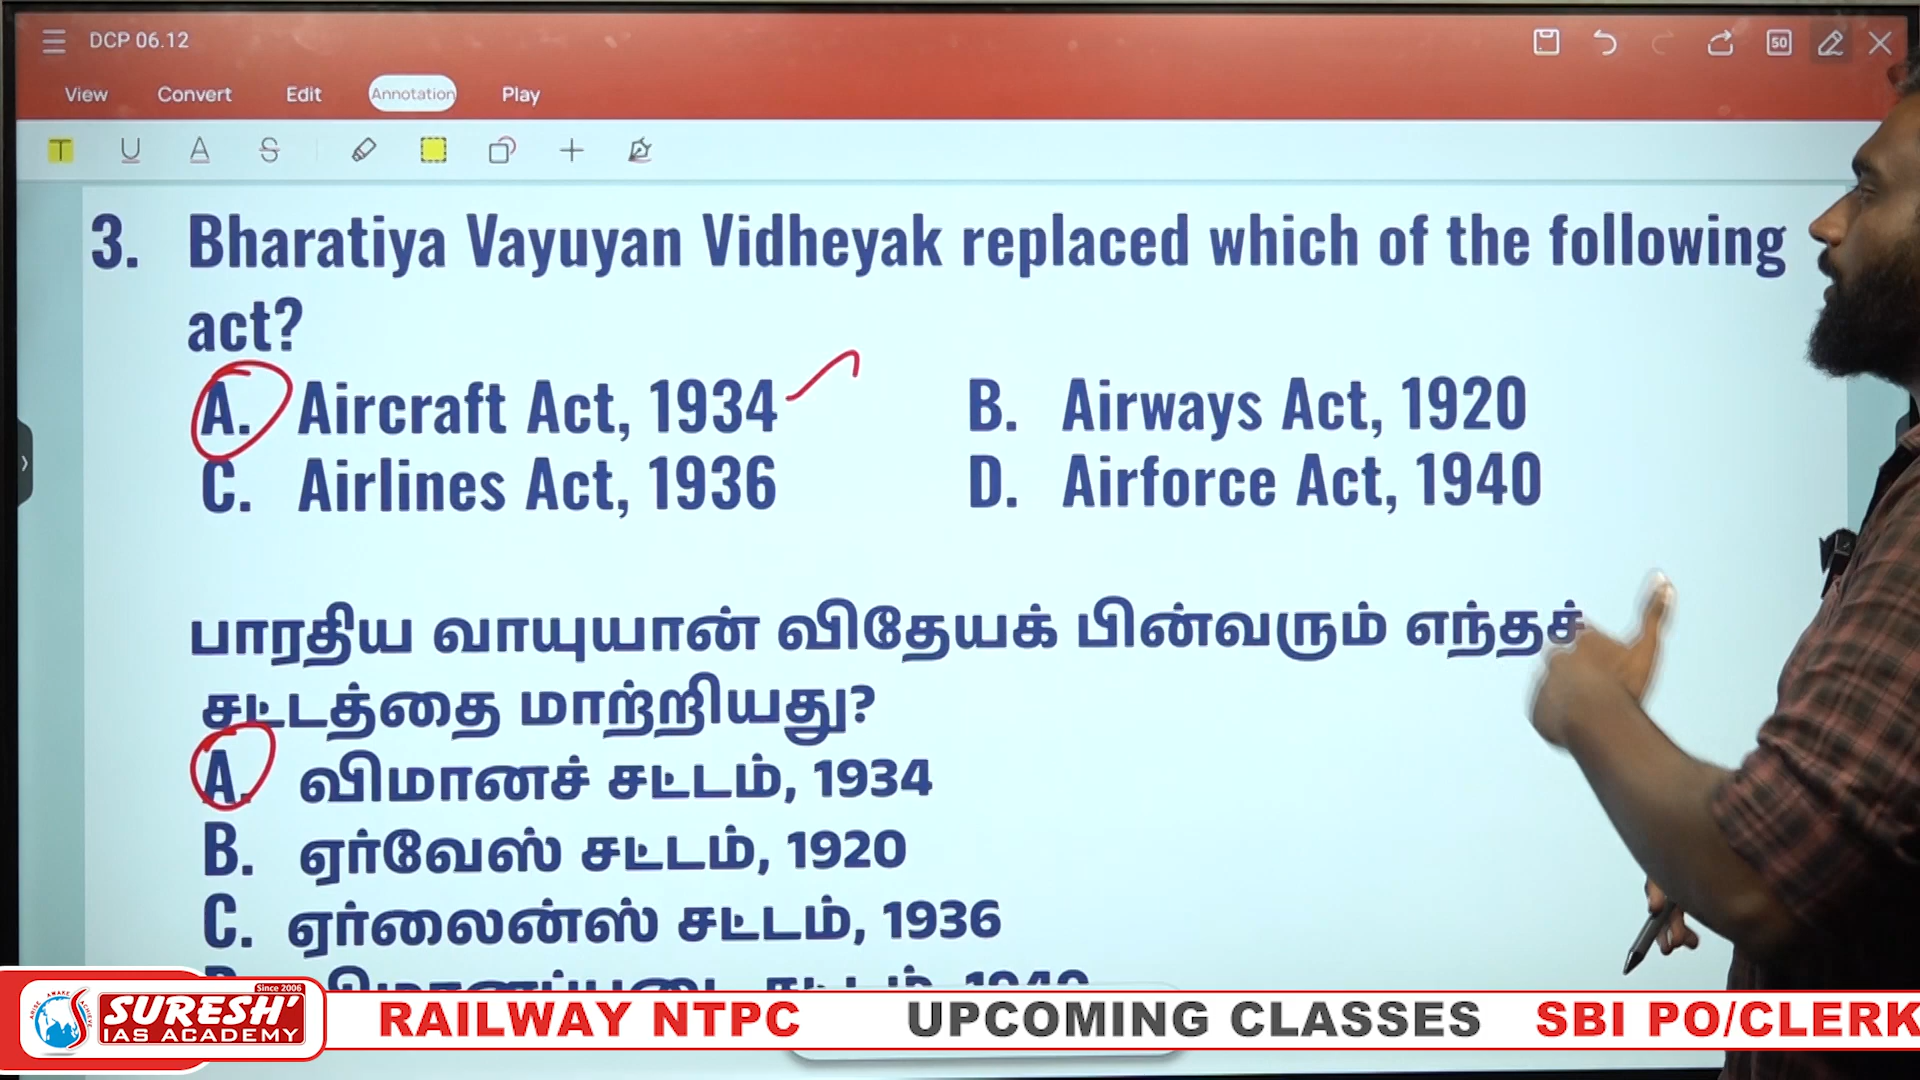 DCP 06.12
50
View Convert Edit Annotation Play
T U A S
3. Bharatiya Vayuyan Vidheyak replaced which of the following
act?
A. Aircraft Act, 1934 B. Airways Act, 1920
C. Airlines Act, 1936 D. Airforce Act, 1940
பாரதிய வாயுயான் விதேயக் பின்வரும் எந்தச்
சட்டத்தை மாற்றியது?
A. விமானச் சட்டம், 1934
B. ஏர்வேஸ் சட்டம், 1920
C. ஏர்லைன்ஸ் சட்டம், 1936
Since 2006
SURESH'
IAS ACADEMY
RAILWAY NTPC UPCOMING CLASSES SBI PO/CLERK